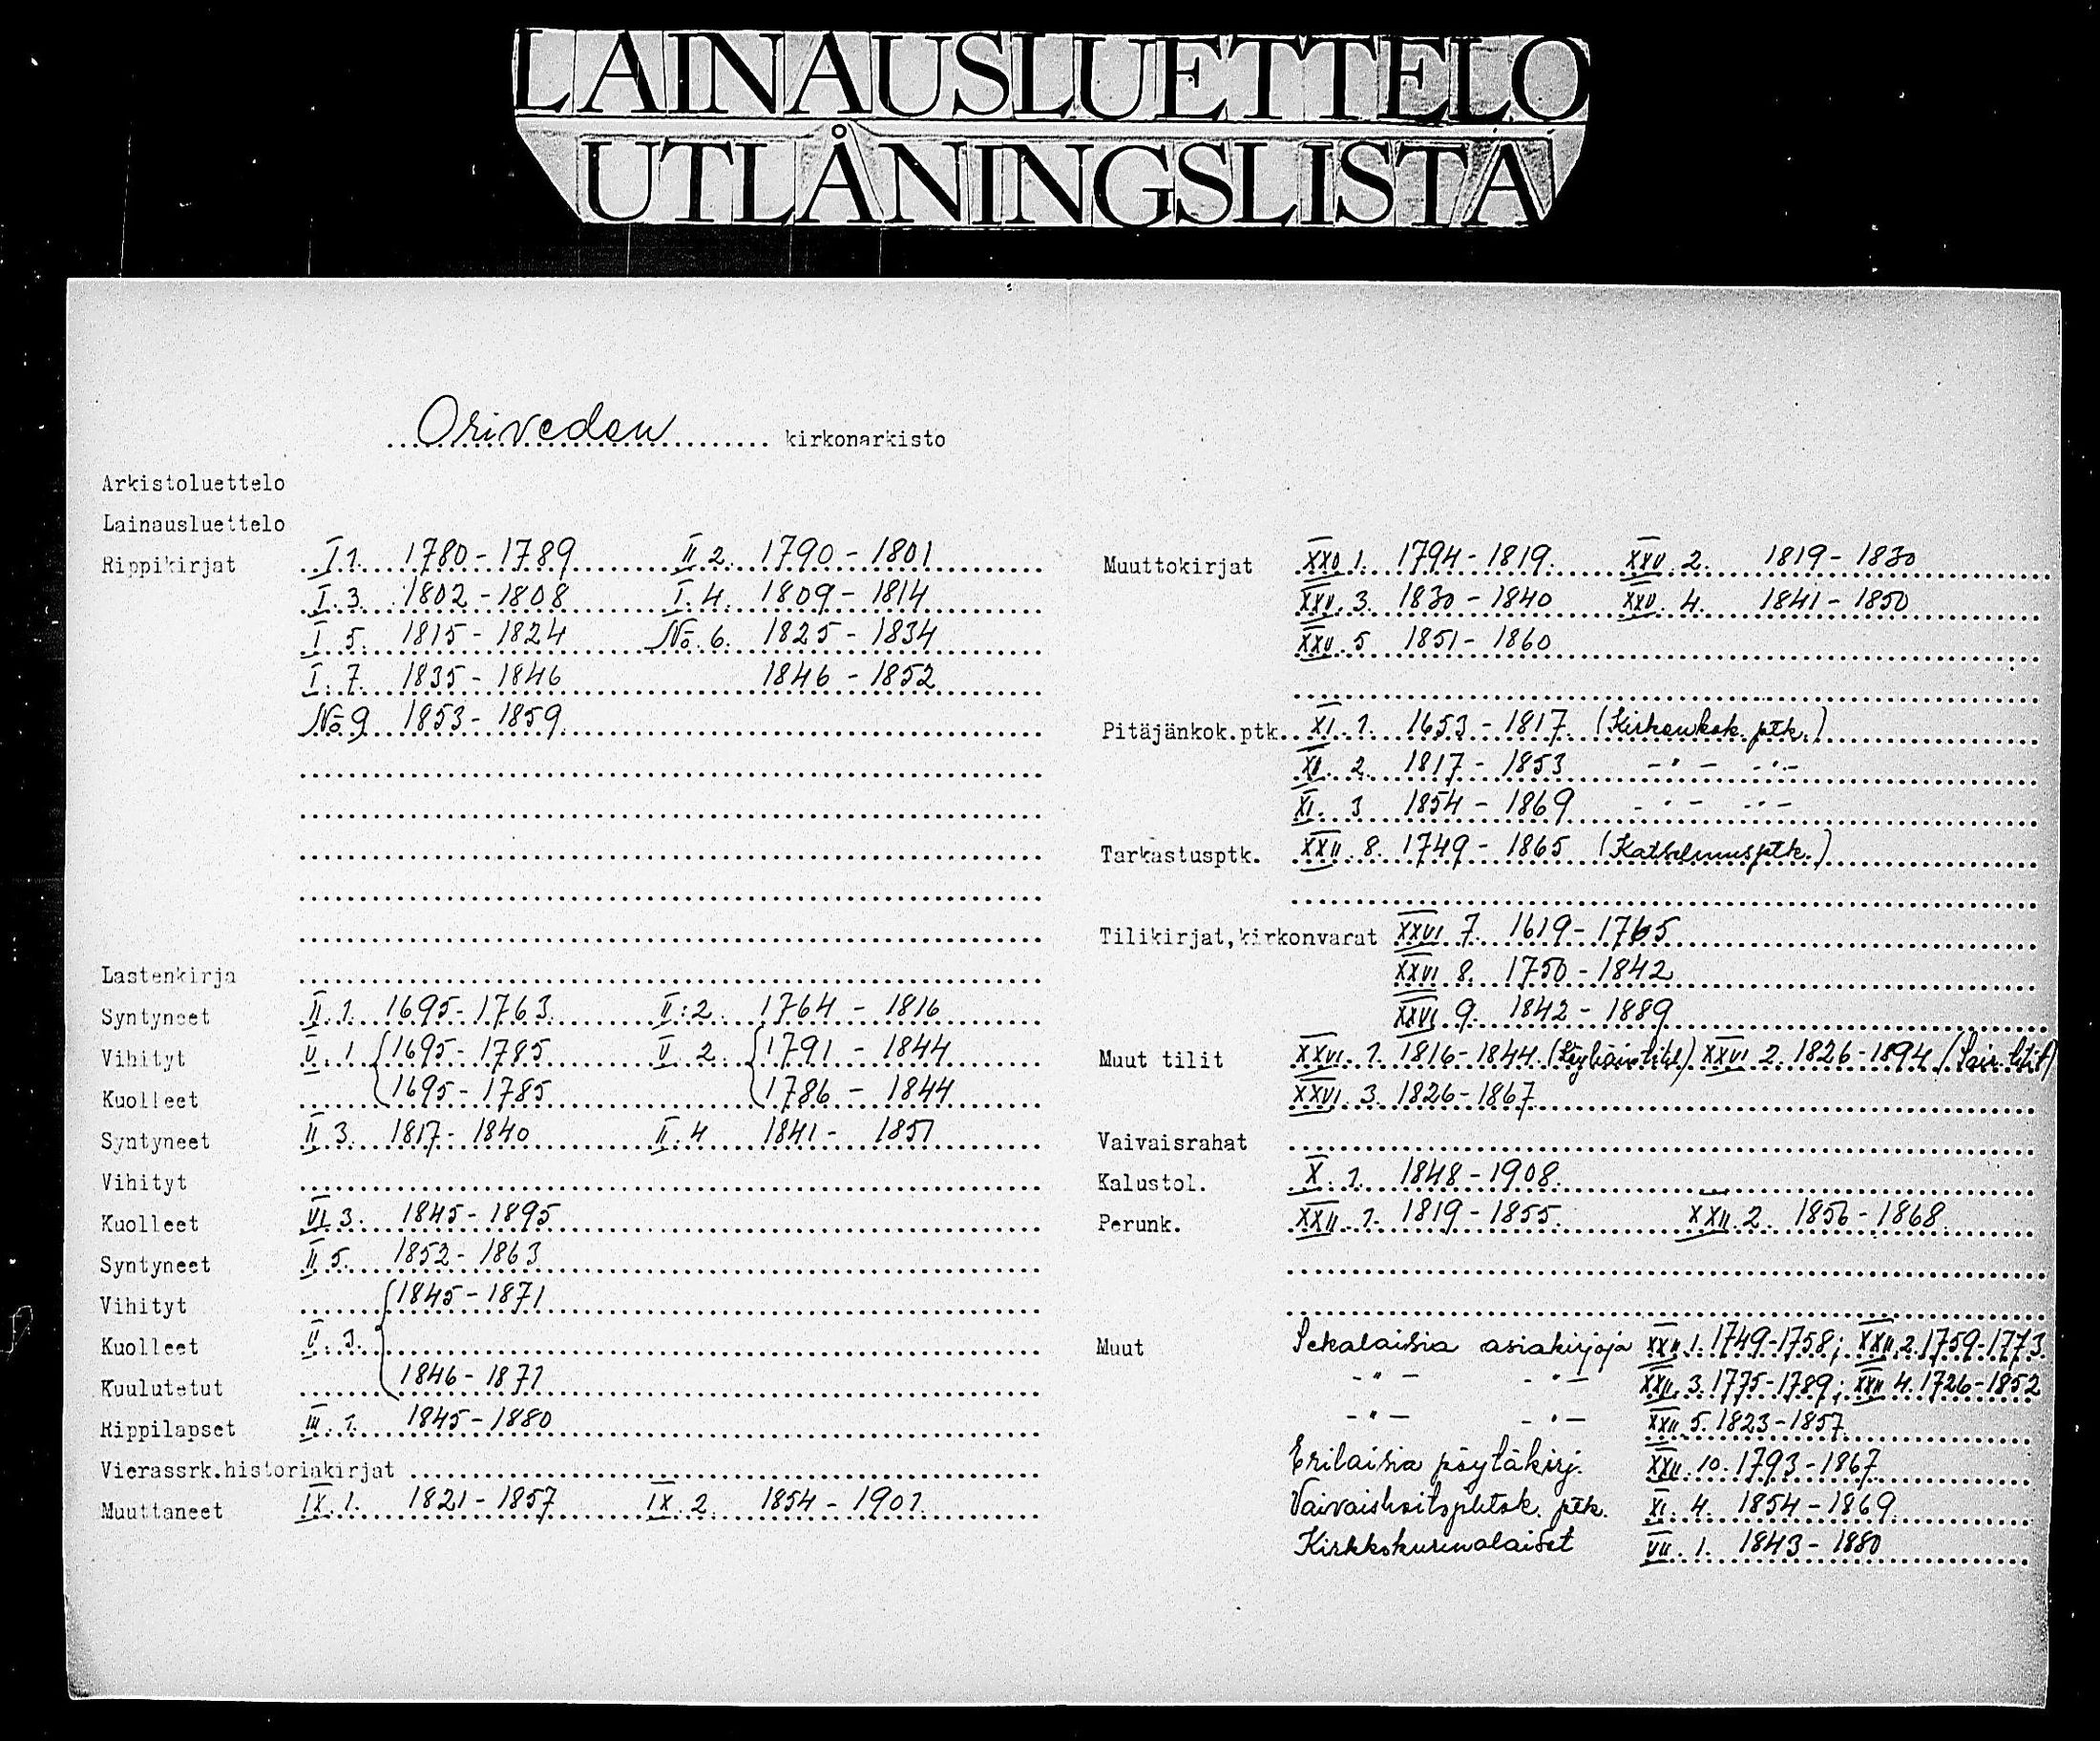 LAINAUSLUETTELO
UTLÅNINGSLISTA
Oriveden kirkonarkisto
Arkistoluettelo
Lainausluettelo
Rippikirjat I 1. 1780-1789 II 2. 1790-1801
I. 3. 1802-1808 I. 4. 1809-1814
I 5. 1815-1824 No 6. 1825-1834
I. 7. 1835-1846 1846-1852
No 9 1853-1859
Lastenkirja
Syntyneet II. 1. 1695-1763 II:2. 1764-1816
Vihityt V. 1 1695-1785 V. 2. 1791-1844
Kuolleet 1695-1785 1786-1844
Syntyneet II 3. 1817-1840 II. 4 1841-1851
Vihityt
Kuolleet VI. 3. 1845-1895
Syntyneet II 5. 1852-1863
Vihityt 1845-1871
Kuolleet V. 3.
Kuulutetut 1846-1871
Rippilapset III. 1. 1845-1880
Vierassrk.historiakirjat
Muuttaneet IX. 1. 1821-1857 IX. 2. 1854-1901.
Muuttokirjat XXV 1. 1794-1819. XXV. 2. 1819-1830
XXV. 3. 1830-1840 XXV. 4. 1841-1850
XXV. 5 1851-1860
Pitäjänkok.ptk. XI. 1. 1653-1817. (Kirkonkok. ptk.)
XI. 2. 1817-1853 -"- -"-
XI. 3 1854-1869 -"- -"-
Tarkastusptk. XXII. 8. 1749-1865 (Katselmusptk.)
Tilikirjat,kirkonvarat XXVI 7. 1619-1765
XXVI 8. 1750-1842
XXVI. 9. 1842-1889
Muut tilit XXVI. 1. 1816-1844. XXVI 2. 1826-1894
XXVI. 3. 1826-1867
Vaivaisrahat
Kalustol. X. 1. 1848-1908.
Perunk. XXII. 1. 1819-1855. XXII. 2. 1856-1868
Muut Sekalaisia asiakirjoja XXII 1. 1749-1758; XXII. 2. 1759-1773
-"- -"- XXII. 3. 1775-1789; XXII 4. 1726-1852
-"- -"- XXII 5. 1823-1857
Erilaisia pöytäkirj. XXII. 10. 1793-1867
ptk. XI. 4. 1854-1869.
Kirkkokurinalaiset VII. 1. 1843-1880